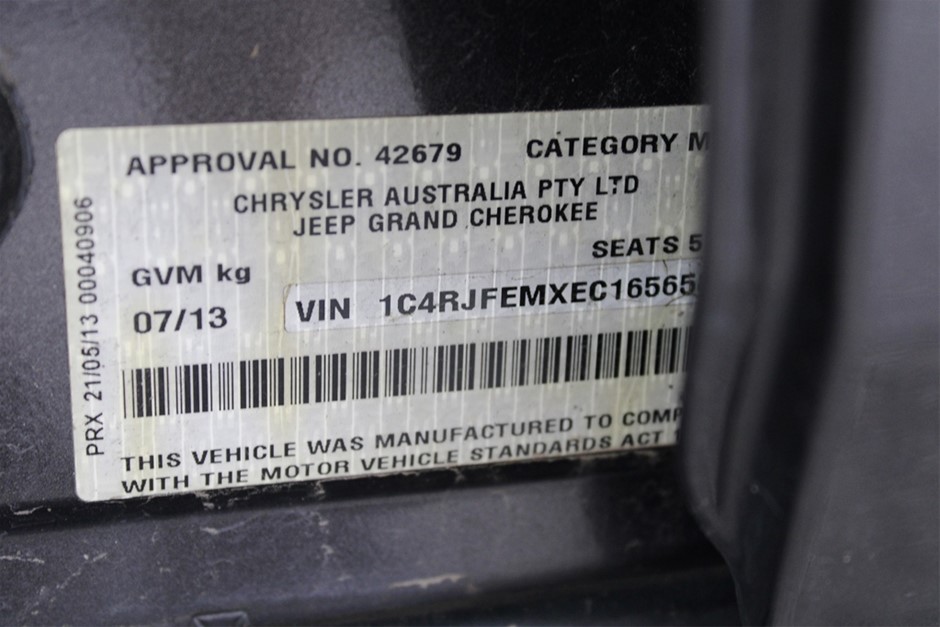 APPROVAL NO. 42679 CATEGORY M
CHRYSLER AUSTRALIA PTY LTD
JEEP GRAND CHEROKEE
SEATS 5
GVM kg
07/13
VIN 1C4RJFEMXEC16565
THIS VEHICLE WAS MANUFACTURED TO COMP
WITH THE MOTOR VEHICLE STANDARDS ACT
PRX 21/05/13 00040906